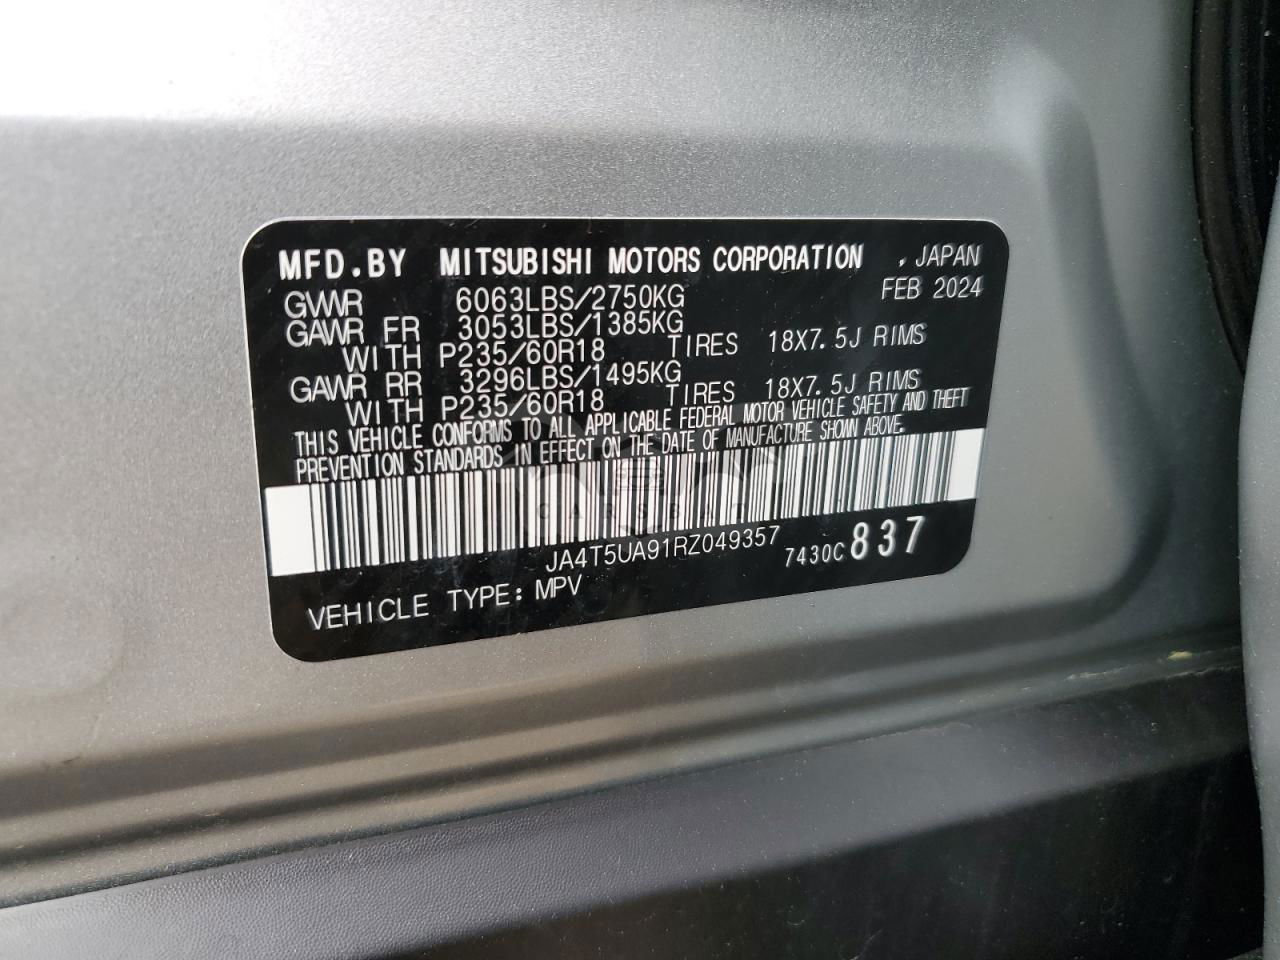 MFD.BY MITSUBISHI MOTORS CORPORATION , JAPAN
FEB 2024
GVWR 6063LBS/2750KG
GAWR FR 3053LBS/1385KG
WITH P235/60R18 TIRES 18X7.5J RIMS
GAWR RR 3296LBS/1495KG
WITH P235/60R18 TIRES 18X7.5J RIMS
THIS VEHICLE CONFORMS TO ALL APPLICABLE FEDERAL MOTOR VEHICLE SAFETY AND THEFT
PREVENTION STANDARDS IN EFFECT ON THE DATE OF MANUFACTURE SHOWN ABOVE.
JA4T5UA91RZ049357 7430C 837
VEHICLE TYPE: MPV